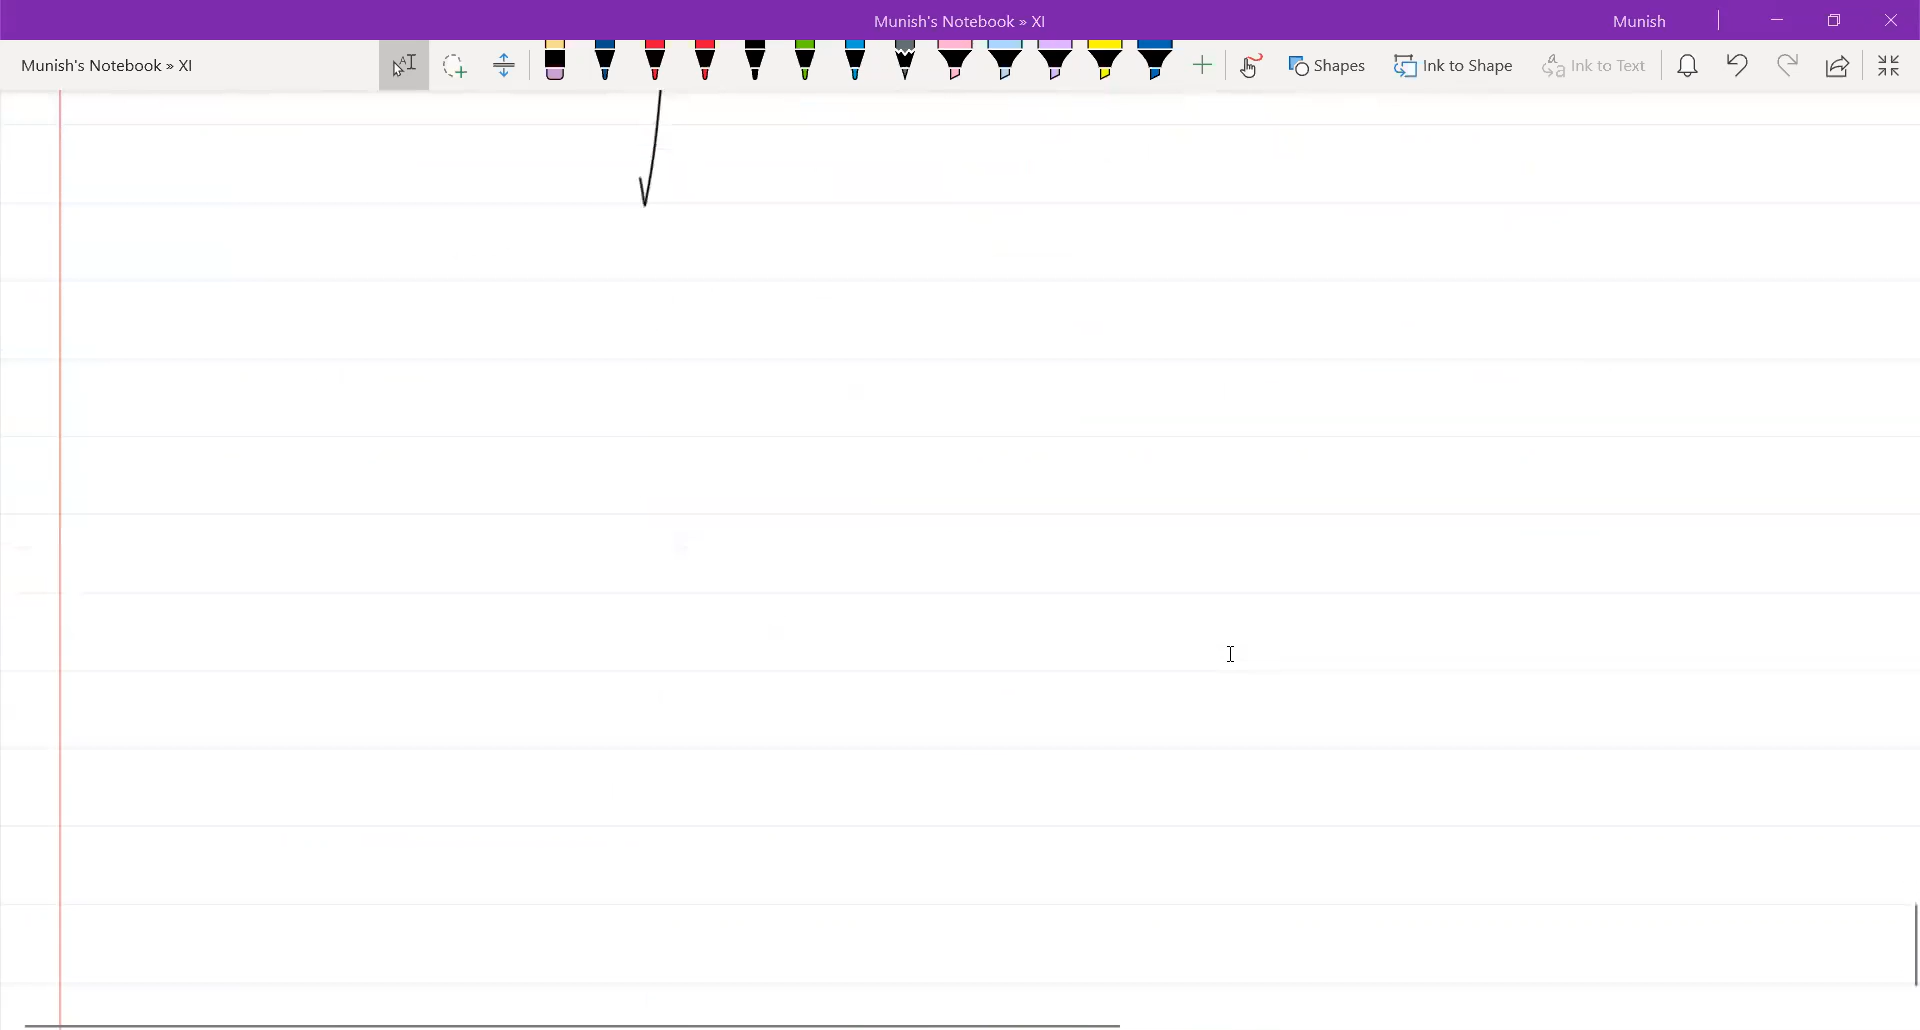 Munish's Notebook » XI
Munish
Munish's Notebook » XI
Shapes
Ink to Shape
Ink to Text